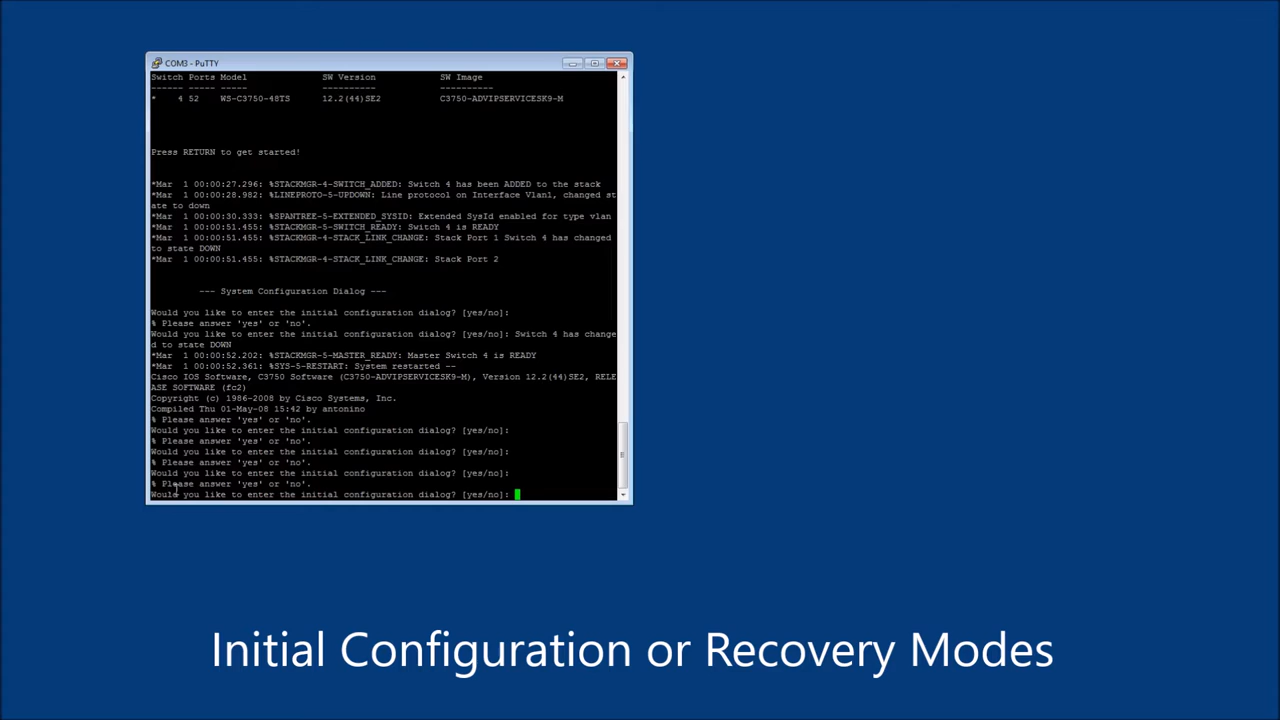 COM3 - PuTTY
Switch Ports Model SW Version SW Image
------ ----- ----- ---------- ----------
* 4 52 WS-C3750-48TS 12.2(44)SE2 C3750-ADVIPSERVICESK9-M
Press RETURN to get started!
*Mar 1 00:00:27.296: %STACKMGR-4-SWITCH_ADDED: Switch 4 has been ADDED to the stack
*Mar 1 00:00:28.982: %LINEPROTO-5-UPDOWN: Line protocol on Interface Vlan1, changed st
ate to down
*Mar 1 00:00:30.333: %SPANTREE-5-EXTENDED_SYSID: Extended SysId enabled for type vlan
*Mar 1 00:00:51.455: %STACKMGR-5-SWITCH_READY: Switch 4 is READY
*Mar 1 00:00:51.455: %STACKMGR-4-STACK_LINK_CHANGE: Stack Port 1 Switch 4 has changed
to state DOWN
*Mar 1 00:00:51.455: %STACKMGR-4-STACK_LINK_CHANGE: Stack Port 2
--- System Configuration Dialog ---
Would you like to enter the initial configuration dialog? [yes/no]:
% Please answer 'yes' or 'no'.
Would you like to enter the initial configuration dialog? [yes/no]: Switch 4 has change
d to state DOWN
*Mar 1 00:00:52.202: %STACKMGR-5-MASTER_READY: Master Switch 4 is READY
*Mar 1 00:00:52.361: %SYS-5-RESTART: System restarted --
Cisco IOS Software, C3750 Software (C3750-ADVIPSERVICESK9-M), Version 12.2(44)SE2, RELE
ASE SOFTWARE (fc2)
Copyright (c) 1986-2008 by Cisco Systems, Inc.
Compiled Thu 01-May-08 15:42 by antonino
% Please answer 'yes' or 'no'.
Would you like to enter the initial configuration dialog? [yes/no]:
% Please answer 'yes' or 'no'.
Would you like to enter the initial configuration dialog? [yes/no]:
% Please answer 'yes' or 'no'.
Would you like to enter the initial configuration dialog? [yes/no]:
% Please answer 'yes' or 'no'.
Would you like to enter the initial configuration dialog? [yes/no]:
Initial Configuration or Recovery Modes